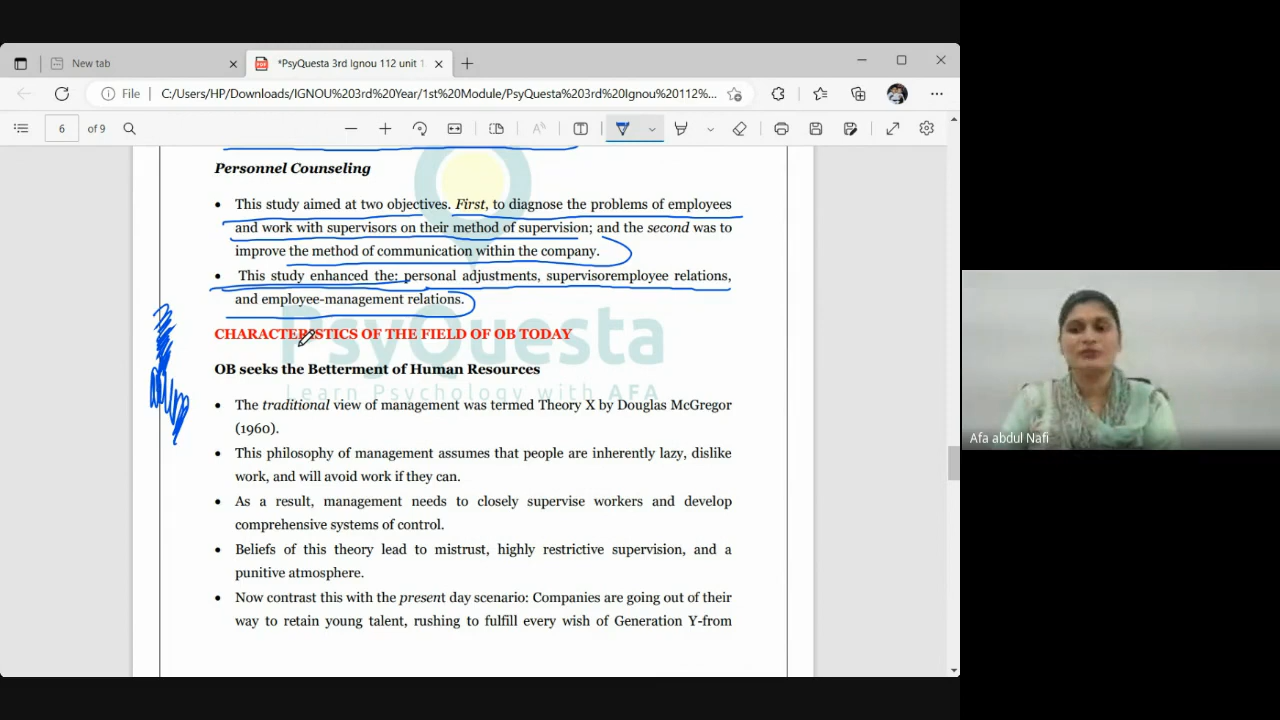 New tab
*PsyQuesta 3rd Ignou 112 unit 1
File
C:/Users/HP/Downloads/IGNOU%203rd%20Year/1st%20Module/PsyQuesta%203rd%20Ignou%20112%...
6 of 9
Personnel Counseling
• This study aimed at two objectives. First, to diagnose the problems of employees
and work with supervisors on their method of supervision; and the second was to
improve the method of communication within the company.
• This study enhanced the: personal adjustments, supervisoremployee relations,
and employee-management relations.
PsyQuesta
CHARACTERISTICS OF THE FIELD OF OB TODAY
OB seeks the Betterment of Human Resources
Learn Psychology with AFA
• The traditional view of management was termed Theory X by Douglas McGregor
(1960).
• This philosophy of management assumes that people are inherently lazy, dislike
work, and will avoid work if they can.
• As a result, management needs to closely supervise workers and develop
comprehensive systems of control.
• Beliefs of this theory lead to mistrust, highly restrictive supervision, and a
punitive atmosphere.
• Now contrast this with the present day scenario: Companies are going out of their
way to retain young talent, rushing to fulfill every wish of Generation Y-from
Afa abdul Nafi